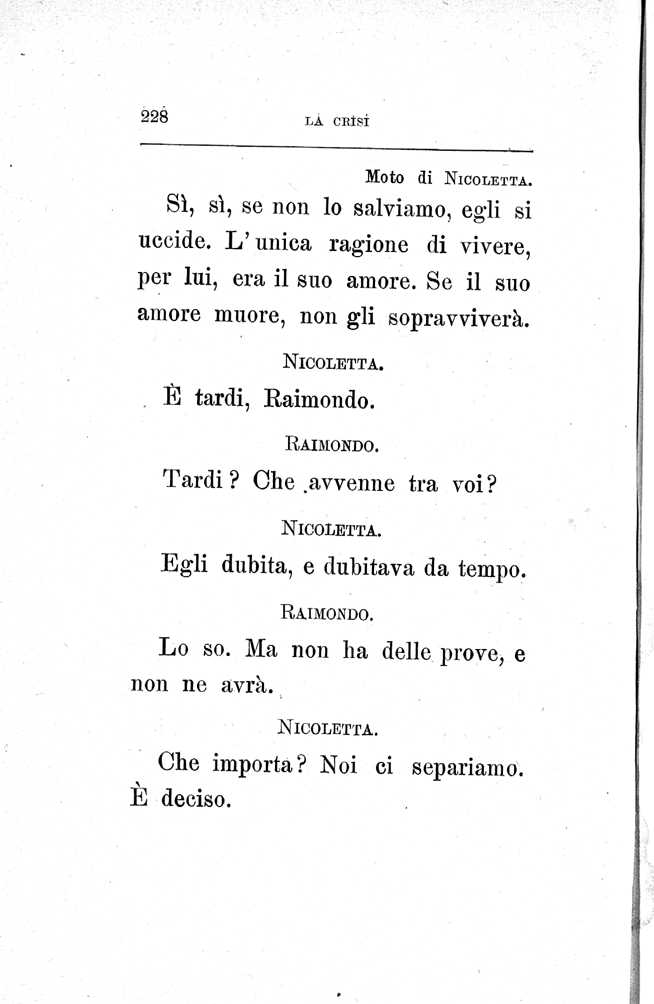 228
LA CRISI
Moto di NICOLETTA.
Sì, sì, se non lo salviamo, egli si
uccide. L' unica ragione di vivere,
per lui, era il suo amore. Se il suo
amore muore, non gli sopravviverà.
NICOLETTA.
È tardi, Raimondo.
RAIMONDO.
Tardi? Che avvenne tra voi?
NICOLETTA.
Egli dubita, e dubitava da tempo.
RAIMONDO.
Lo so. Ma non ha delle prove, e
non ne avrà.
NICOLETTA.
Che importa? Noi ci separiamo.
È deciso.